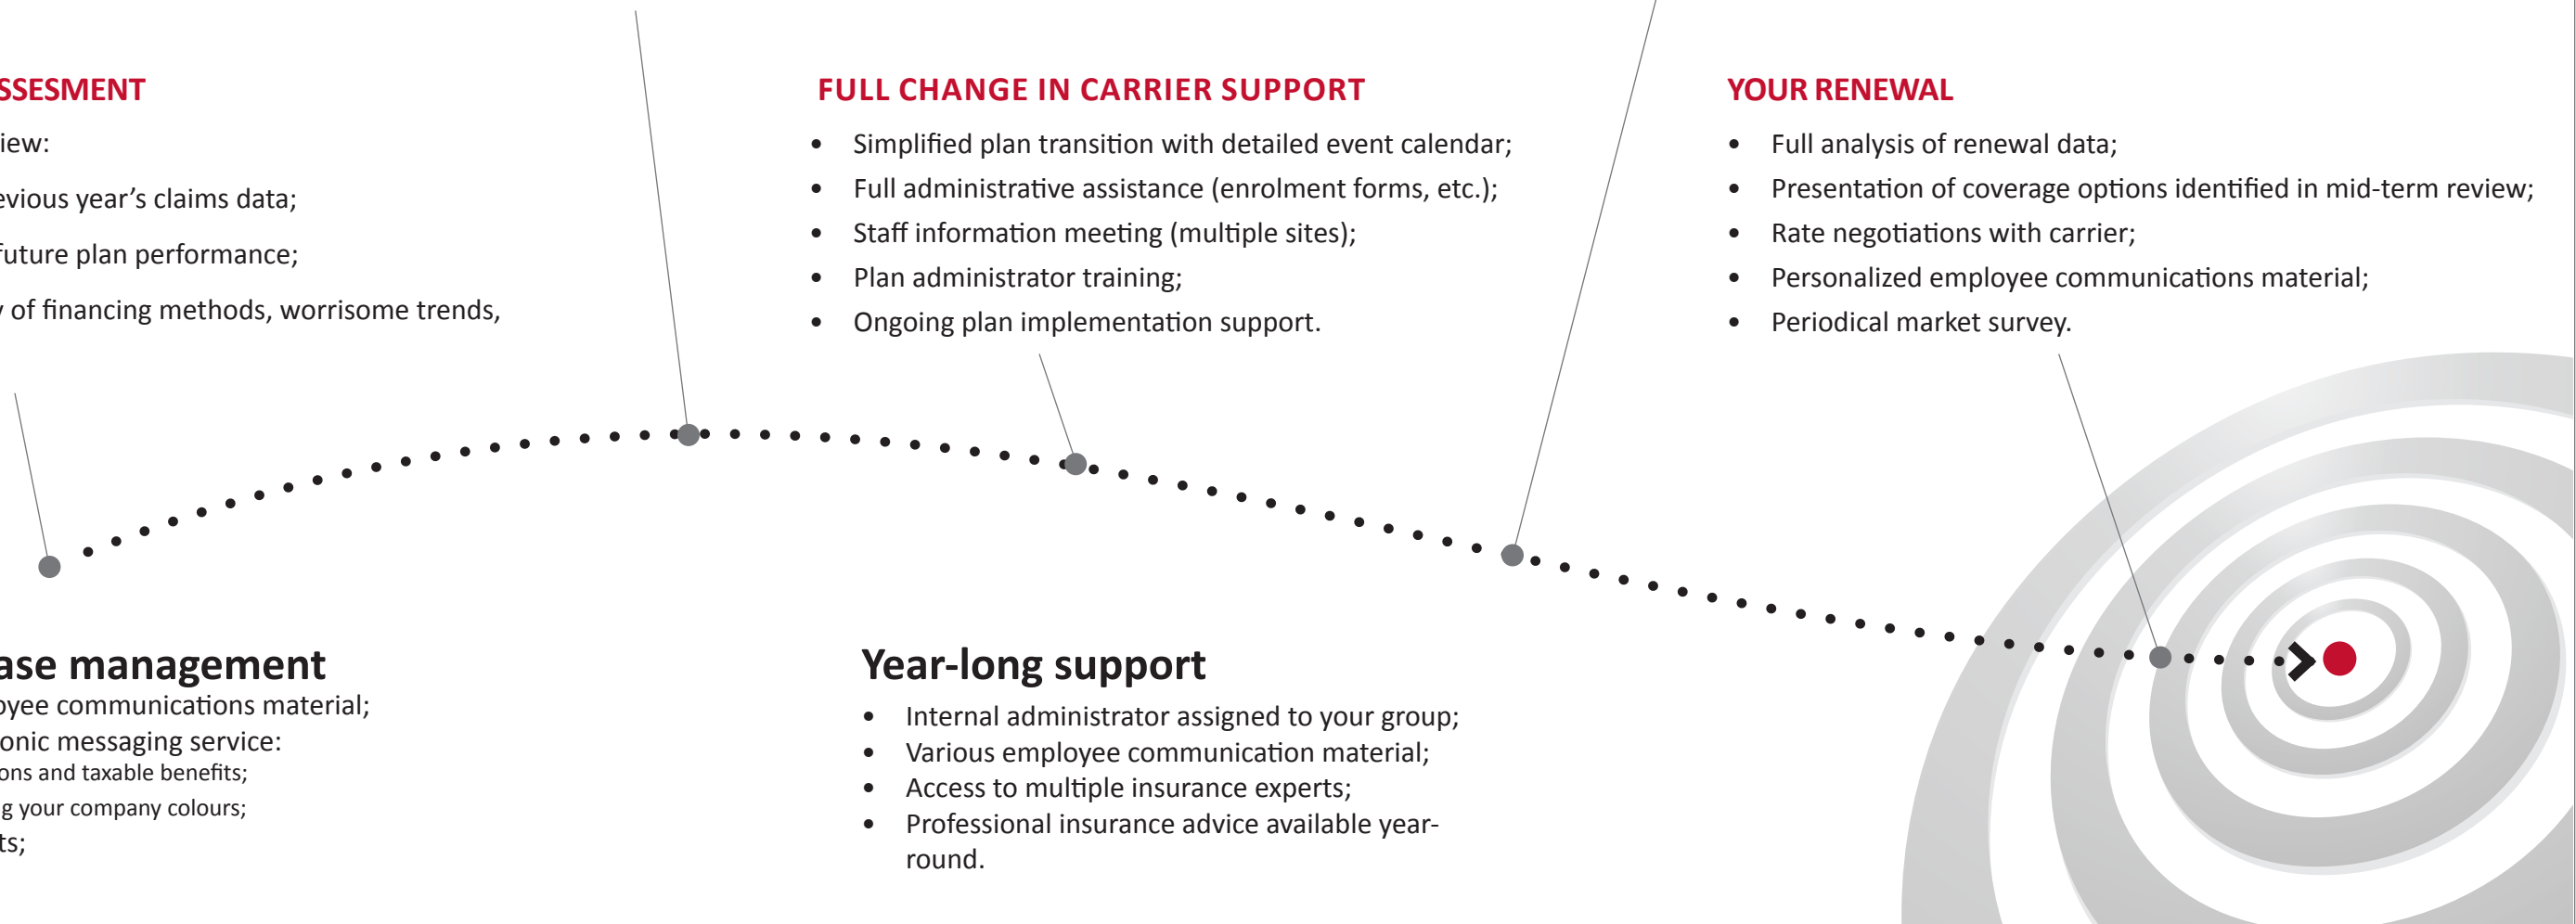 SSESMENT
iew:
evious year's claims data;
future plan performance;
y of financing methods, worrisome trends,
FULL CHANGE IN CARRIER SUPPORT
• Simplified plan transition with detailed event calendar;
• Full administrative assistance (enrolment forms, etc.);
• Staff information meeting (multiple sites);
• Plan administrator training;
• Ongoing plan implementation support.
YOUR RENEWAL
• Full analysis of renewal data;
• Presentation of coverage options identified in mid-term review;
• Rate negotiations with carrier;
• Personalized employee communications material;
• Periodical market survey.
ase management
oyee communications material;
onic messaging service:
ons and taxable benefits;
g your company colours;
ts;
Year-long support
• Internal administrator assigned to your group;
• Various employee communication material;
• Access to multiple insurance experts;
• Professional insurance advice available year-
round.